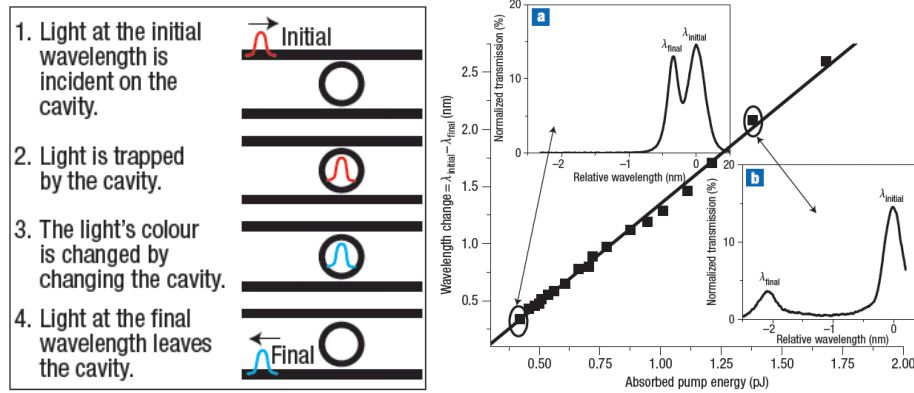 1. Light at the initial
wavelength is
incident on the
cavity.
2. Light is trapped
by the cavity.
3. The light's colour
is changed by
changing the cavity.
4. Light at the final
wavelength leaves
the cavity.
Initial
Final
Wavelength change = λinitial – λfinal (nm)
2.5
2.0
1.5
1.0
0.5
0.50
0.75
1.00
1.25
1.50
1.75
2.00
Absorbed pump energy (pJ)
a
Normalized transmission (%)
20
15
10
0
λfinal
λinitial
–2
–1
0
Relative wavelength (nm)
b
Normalized transmission (%)
20
15
10
0
λinitial
λfinal
–2
–1
0
Relative wavelength (nm)